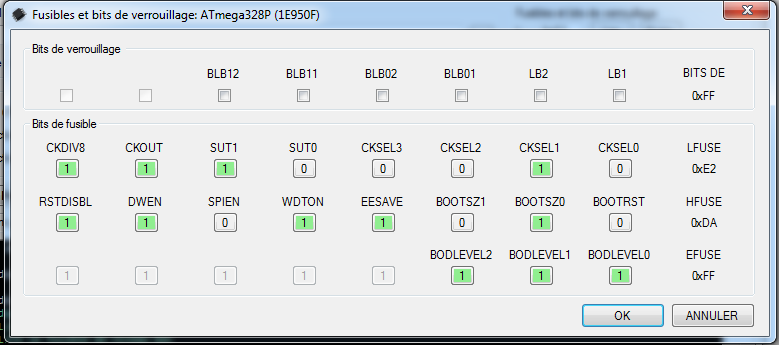 Fusibles et bits de verrouillage: ATmega328P (1E950F)
Bits de verrouillage
BLB12 BLB11 BLB02 BLB01 LB2 LB1 BITS DE
0xFF
Bits de fusible
CKDIV8 CKOUT SUT1 SUT0 CKSEL3 CKSEL2 CKSEL1 CKSEL0 LFUSE
1 1 1 0 0 0 1 0 0xE2
RSTDISBL DWEN SPIEN WDTON EESAVE BOOTSZ1 BOOTSZ0 BOOTRST HFUSE
1 1 0 1 1 0 1 0 0xDA
BODLEVEL2 BODLEVEL1 BODLEVEL0 EFUSE
1 1 1 1 1 1 1 1 0xFF
OK ANNULER